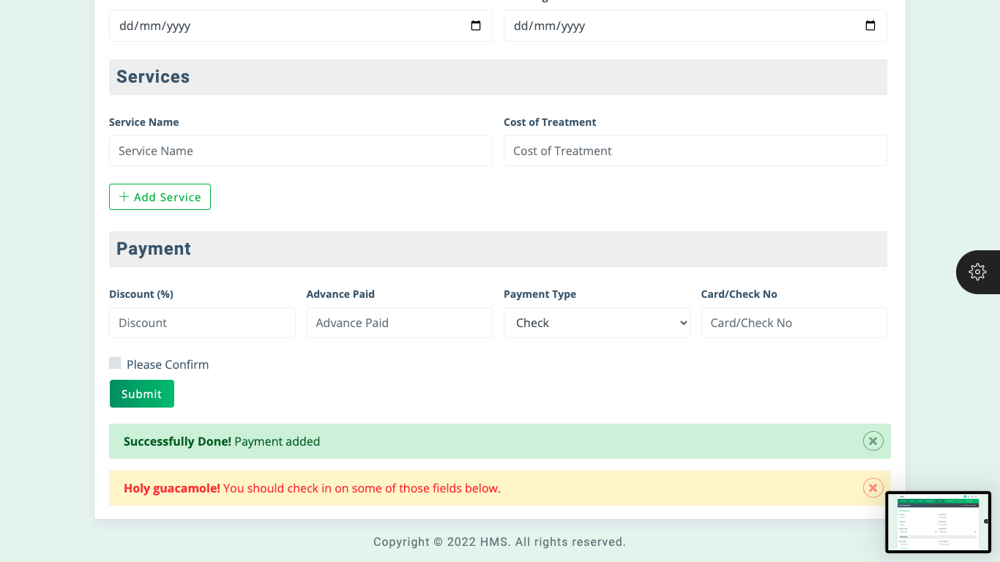 dd/mm/yyyy dd/mm/yyyy
Services
Service Name Cost of Treatment
Service Name Cost of Treatment
+ Add Service
Payment
Discount (%) Advance Paid Payment Type Card/Check No
Discount Advance Paid Check Card/Check No
Please Confirm
Submit
Successfully Done! Payment added
Holy guacamole! You should check in on some of those fields below.
Copyright © 2022 HMS. All rights reserved.